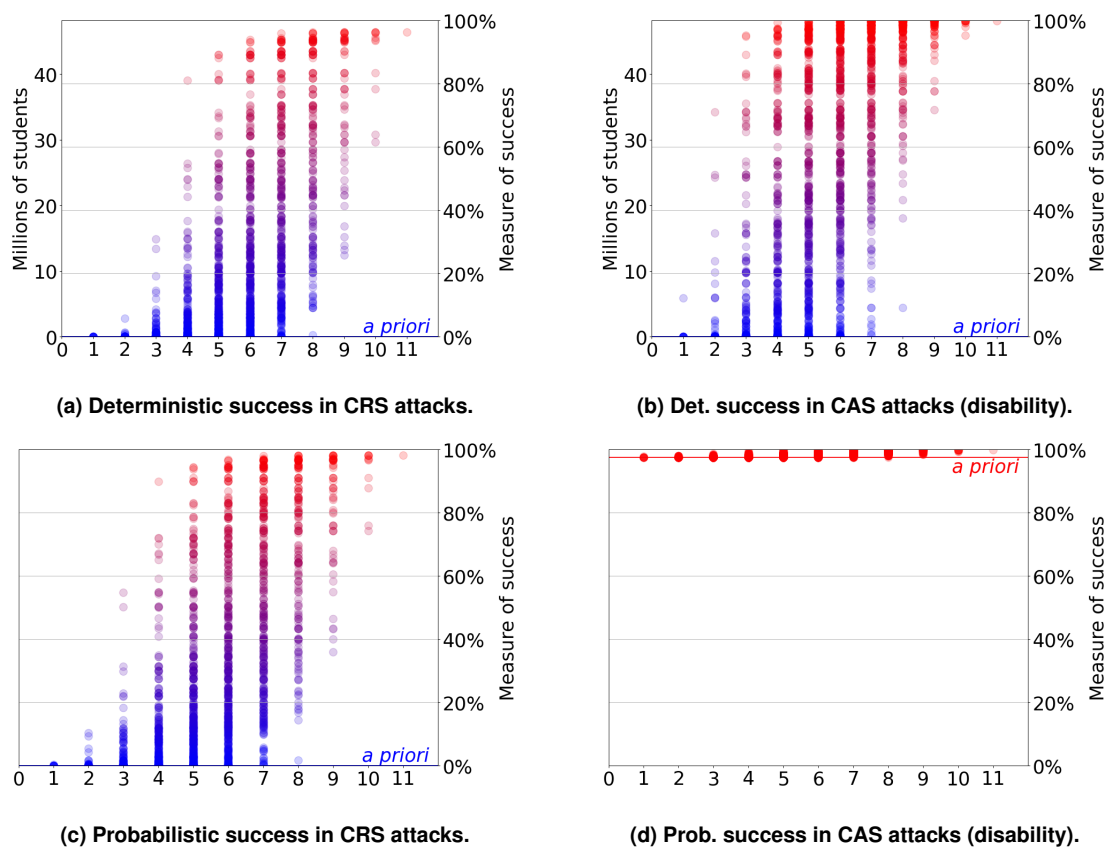 100%
80%
60%
40%
20%
0%
40
30
20
10
0
Millions of students
Measure of success
a priori
0 1 2 3 4 5 6 7 8 9 10 11
(a) Deterministic success in CRS attacks.
100%
80%
60%
40%
20%
0%
40
30
20
10
0
Millions of students
Measure of success
a priori
0 1 2 3 4 5 6 7 8 9 10 11
(b) Det. success in CAS attacks (disability).
100%
80%
60%
40%
20%
0%
Measure of success
a priori
0 1 2 3 4 5 6 7 8 9 10 11
(c) Probabilistic success in CRS attacks.
100%
80%
60%
40%
20%
0%
Measure of success
a priori
0 1 2 3 4 5 6 7 8 9 10 11
(d) Prob. success in CAS attacks (disability).